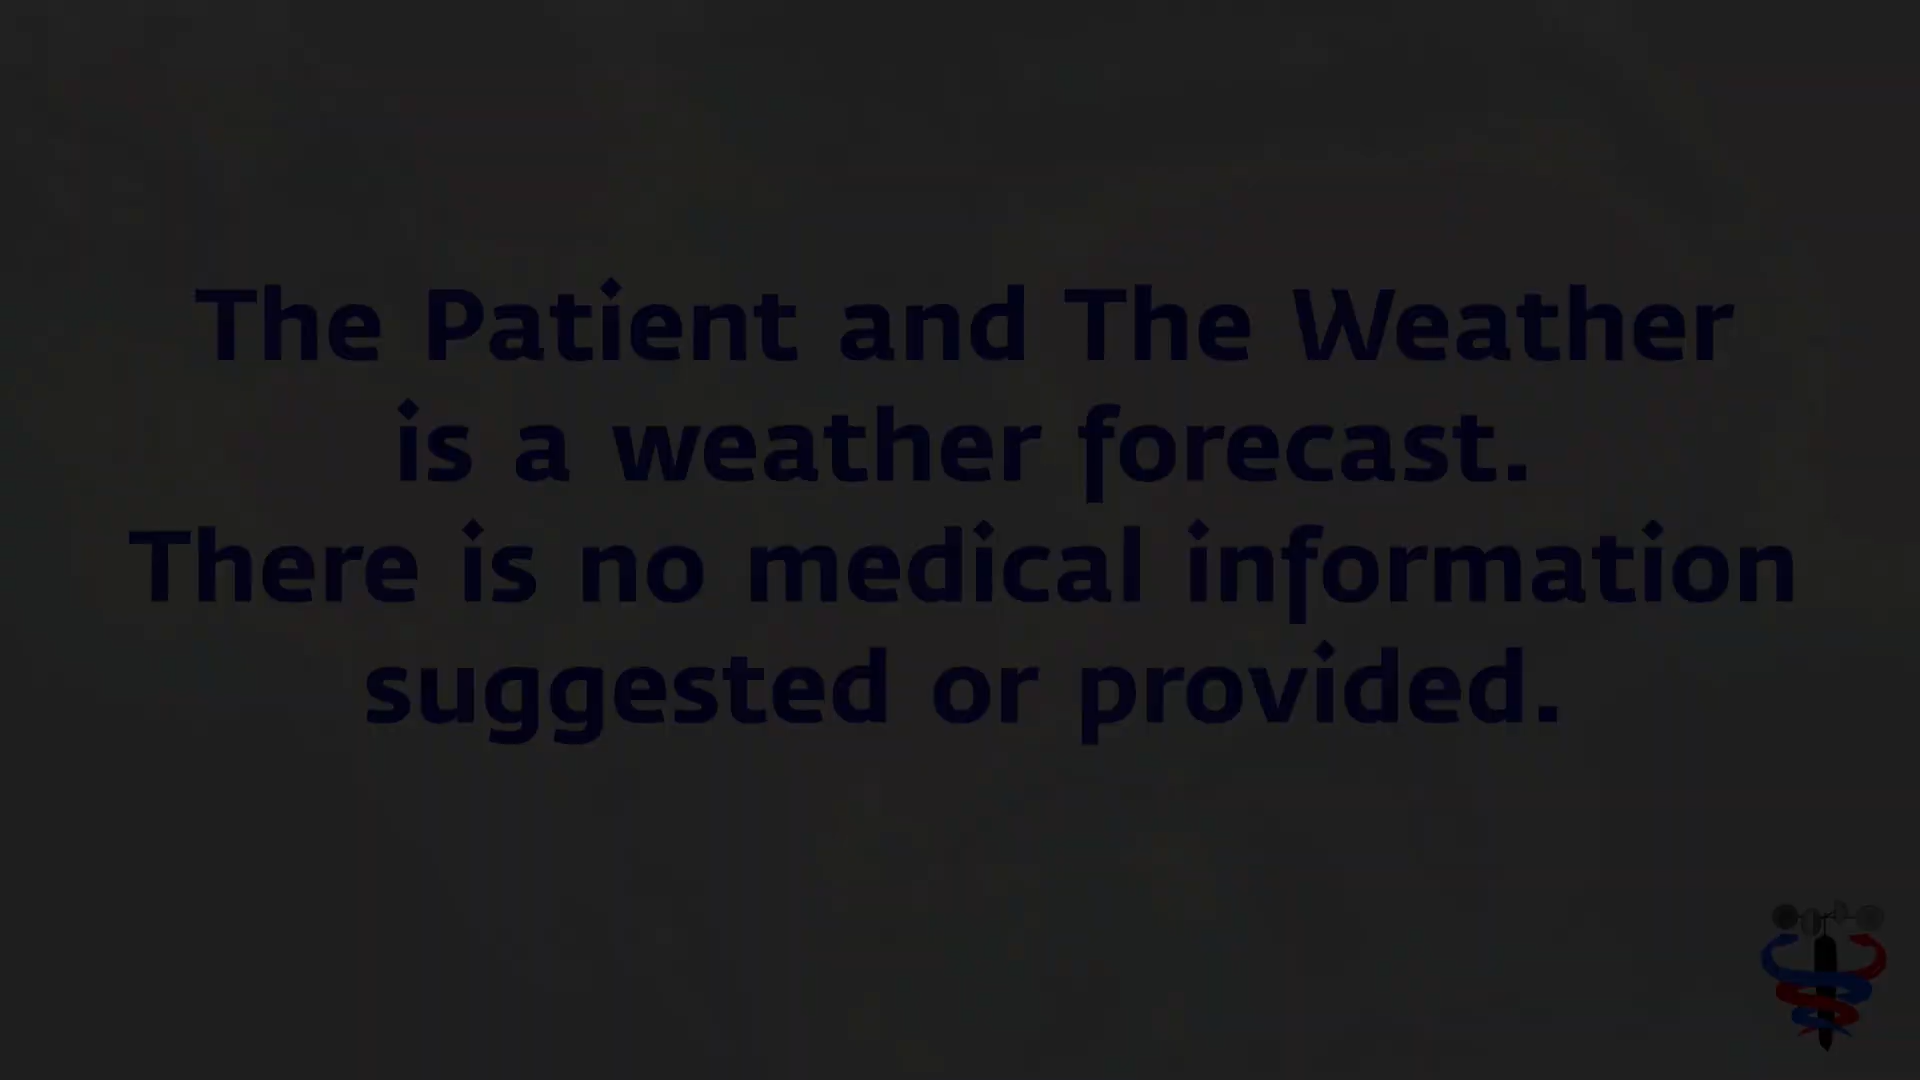 The Patient and The Weather
is a weather forecast.
There is no medical information
suggested or provided.